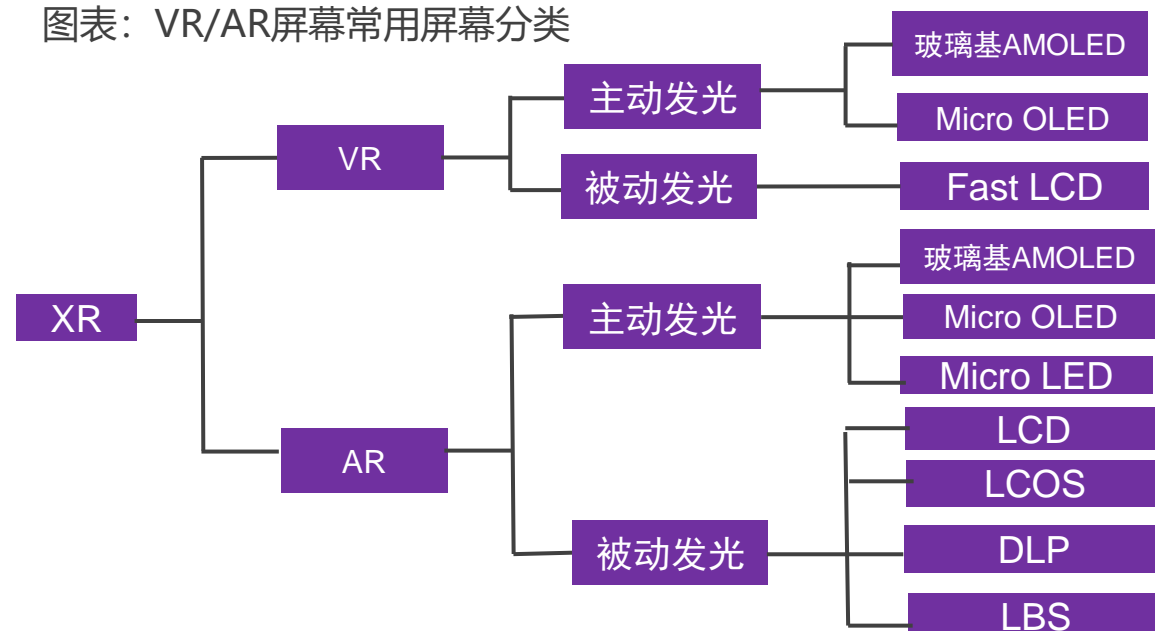 图表：VR/AR屏幕常用屏幕分类
XR
VR
主动发光
玻璃基AMOLED
Micro OLED
被动发光
Fast LCD
AR
主动发光
玻璃基AMOLED
Micro OLED
Micro LED
被动发光
LCD
LCOS
DLP
LBS